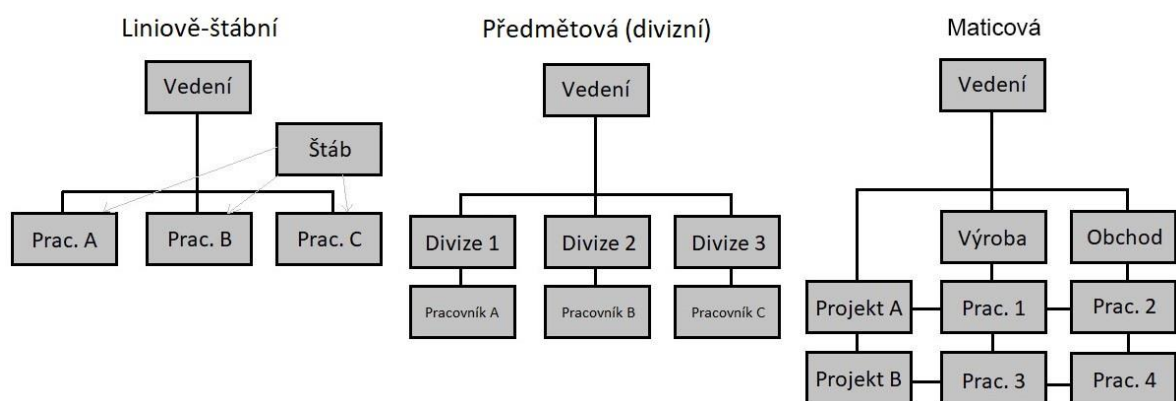 Liniově-štábní
Vedení
Štáb
Prac. A
Prac. B
Prac. C
Předmětová (divizní)
Vedení
Divize 1
Divize 2
Divize 3
Pracovník A
Pracovník B
Pracovník C
Maticová
Vedení
Výroba
Obchod
Projekt A
Prac. 1
Prac. 2
Projekt B
Prac. 3
Prac. 4